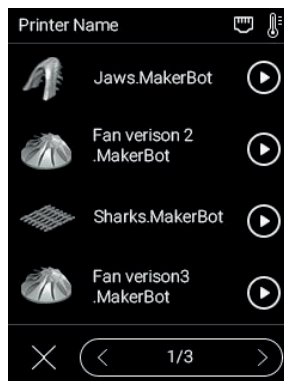 Printer Name
Jaws.MakerBot
Fan verison 2
.MakerBot
Sharks.MakerBot
Fan verison3
.MakerBot
1/3